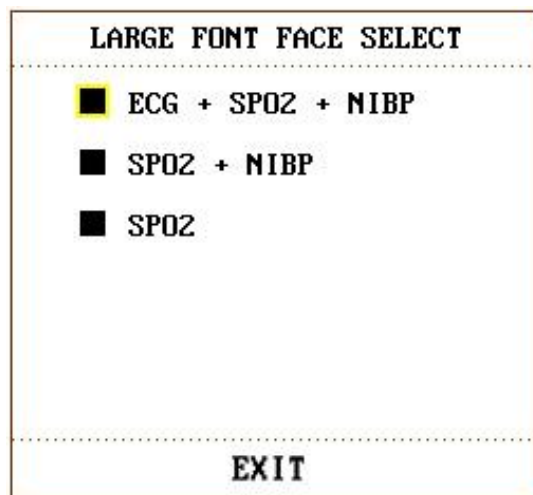 LARGE FONT FACE SELECT
ECG + SPO2 + NIBP
SPO2 + NIBP
SPO2
EXIT